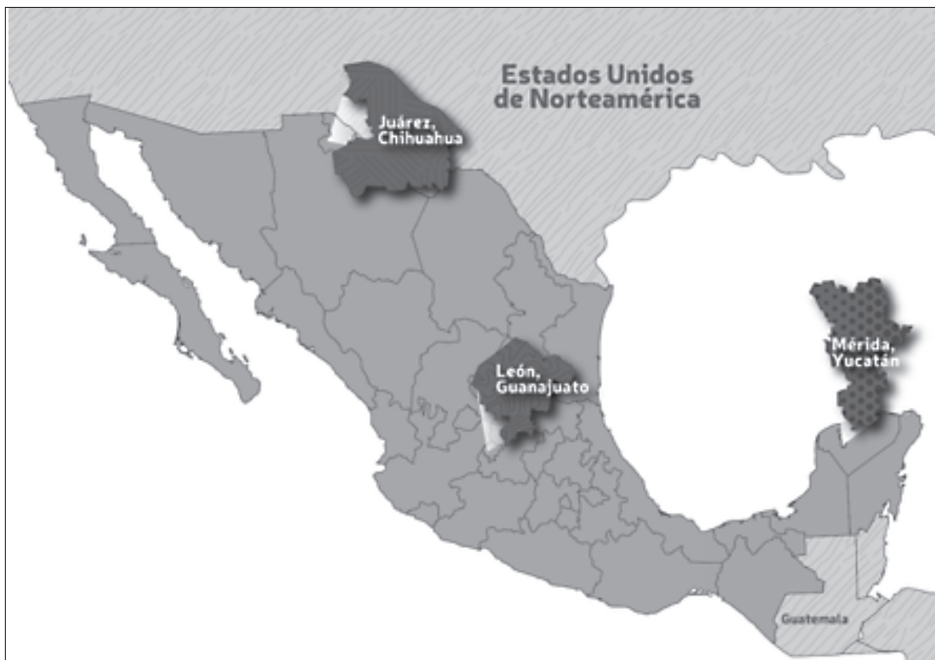 Estados Unidos
de Norteamérica
Juárez,
Chihuahua
León,
Guanajuato
Mérida,
Yucatán
Guatemala